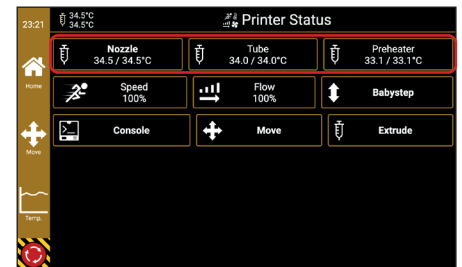 23:21
34.5°C
34.5°C
Printer Status
Nozzle
34.5 / 34.5°C
Tube
34.0 / 34.0°C
Preheater
33.1 / 33.1°C
Home
Speed
100%
Flow
100%
Babystep
Console
Move
Extrude
Move
Temp.